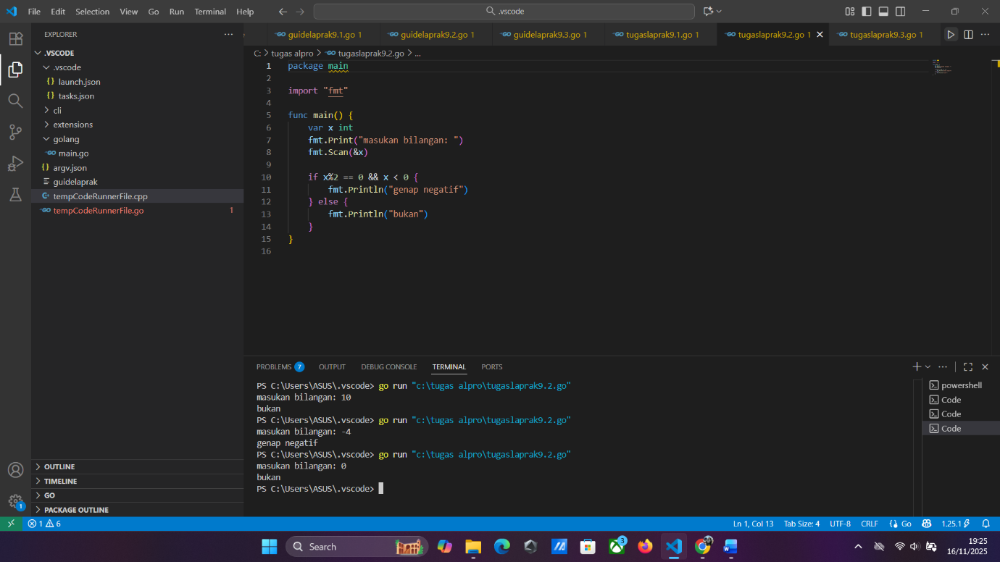 File Edit Selection View Go Run Terminal Help
.vscode
EXPLORER
guidelaprak9.1.go 1
guidelaprak9.2.go 1
guidelaprak9.3.go 1
tugaslaprak9.1.go 1
tugaslaprak9.2.go 1
tugaslaprak9.3.go 1
.VSCODE
.vscode
launch.json
tasks.json
cli
extensions
golang
main.go
argv.json
guidelaprak
tempCodeRunnerFile.cpp
tempCodeRunnerFile.go 1
OUTLINE
TIMELINE
GO
PACKAGE OUTLINE
C: > tugas alpro > tugaslaprak9.2.go > ...
1 package main
2
3 import "fmt"
4
5 func main() {
6 var x int
7 fmt.Print("masukan bilangan: ")
8 fmt.Scan(&x)
9
10 if x%2 == 0 && x < 0 {
11 fmt.Println("genap negatif")
12 } else {
13 fmt.Println("bukan")
14 }
15 }
16
PROBLEMS 7 OUTPUT DEBUG CONSOLE TERMINAL PORTS
PS C:\Users\ASUS\.vscode> go run "c:\tugas alpro\tugaslaprak9.2.go"
masukan bilangan: 10
bukan
PS C:\Users\ASUS\.vscode> go run "c:\tugas alpro\tugaslaprak9.2.go"
masukan bilangan: -4
genap negatif
PS C:\Users\ASUS\.vscode> go run "c:\tugas alpro\tugaslaprak9.2.go"
masukan bilangan: 0
bukan
PS C:\Users\ASUS\.vscode>
powershell
Code
Code
Code
1
1 6
Ln 1, Col 13 Tab Size: 4 UTF-8 CRLF Go 1.25.1
Search
3
19:25
16/11/2025